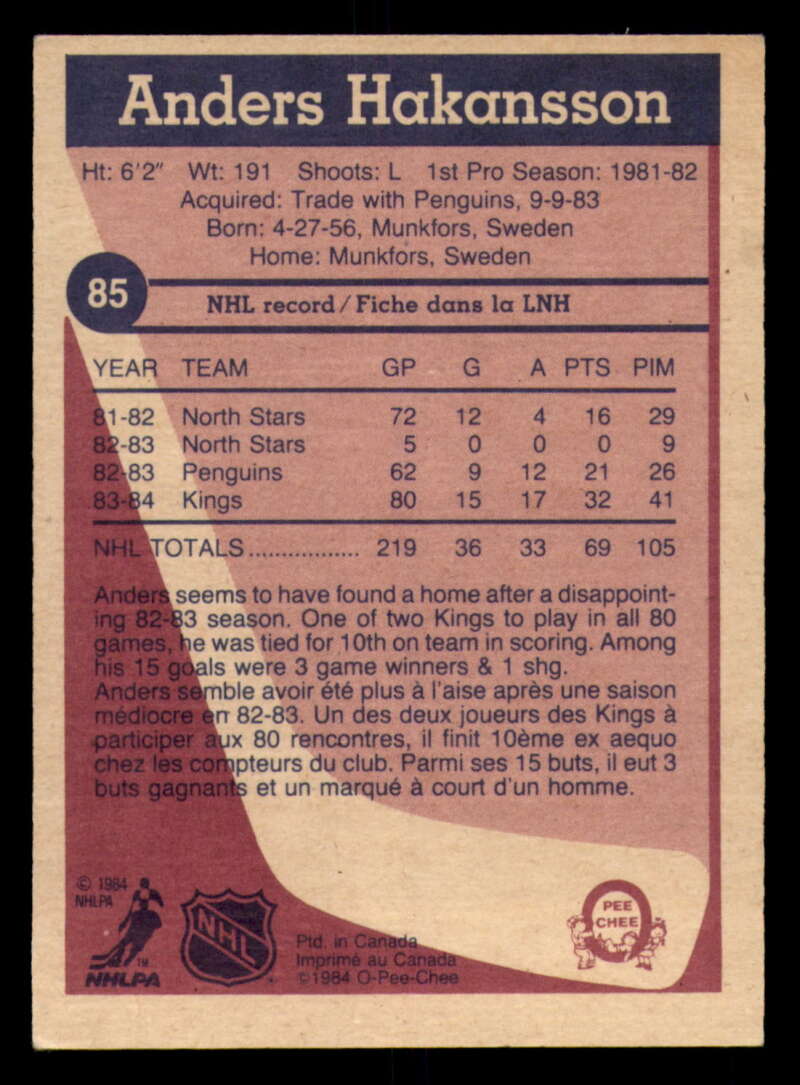 Anders Hakansson
Ht: 6'2" Wt: 191 Shoots: L 1st Pro Season: 1981-82
Acquired: Trade with Penguins, 9-9-83
Born: 4-27-56, Munkfors, Sweden
Home: Munkfors, Sweden
85
NHL record/Fiche dans la LNH
YEAR TEAM GP G A PTS PIM
81-82 North Stars 72 12 4 16 29
82-83 North Stars 5 0 0 0 9
82-83 Penguins 62 9 12 21 26
83-84 Kings 80 15 17 32 41
NHL TOTALS................. 219 36 33 69 105
Anders seems to have found a home after a disappoint-
ing 82-83 season. One of two Kings to play in all 80
games, he was tied for 10th on team in scoring. Among
his 15 goals were 3 game winners & 1 shg.
Anders semble avoir été plus à l'aise après une saison
médiocre en 82-83. Un des deux joueurs des Kings à
participer aux 80 rencontres, il finit 10ème ex aequo
chez les compteurs du club. Parmi ses 15 buts, il eut 3
buts gagnants et un marqué à court d'un homme.
© 1984
NHLPA
TM
NHLPA
NHL
Ptd. in Canada
Imprimé au Canada
©1984 O-Pee-Chee
O
PEE
CHEE